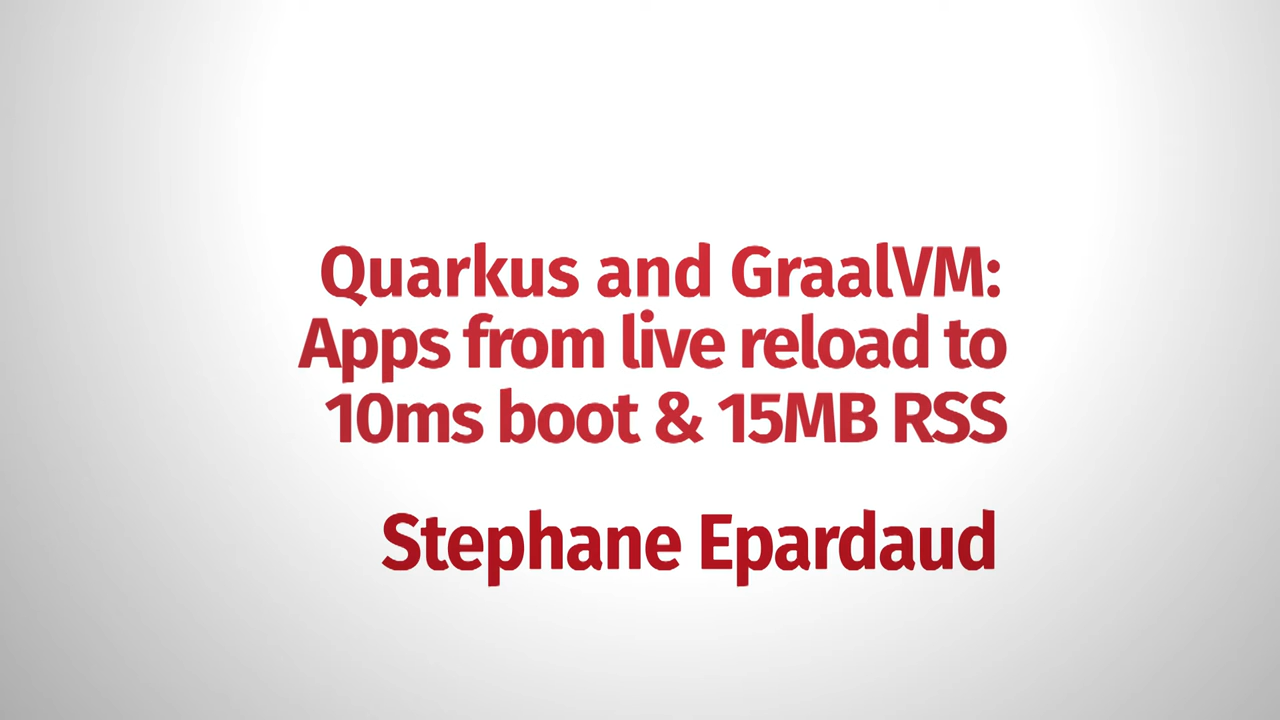 Quarkus and GraalVM:
Apps from live reload to
10ms boot & 15MB RSS
Stephane Epardaud